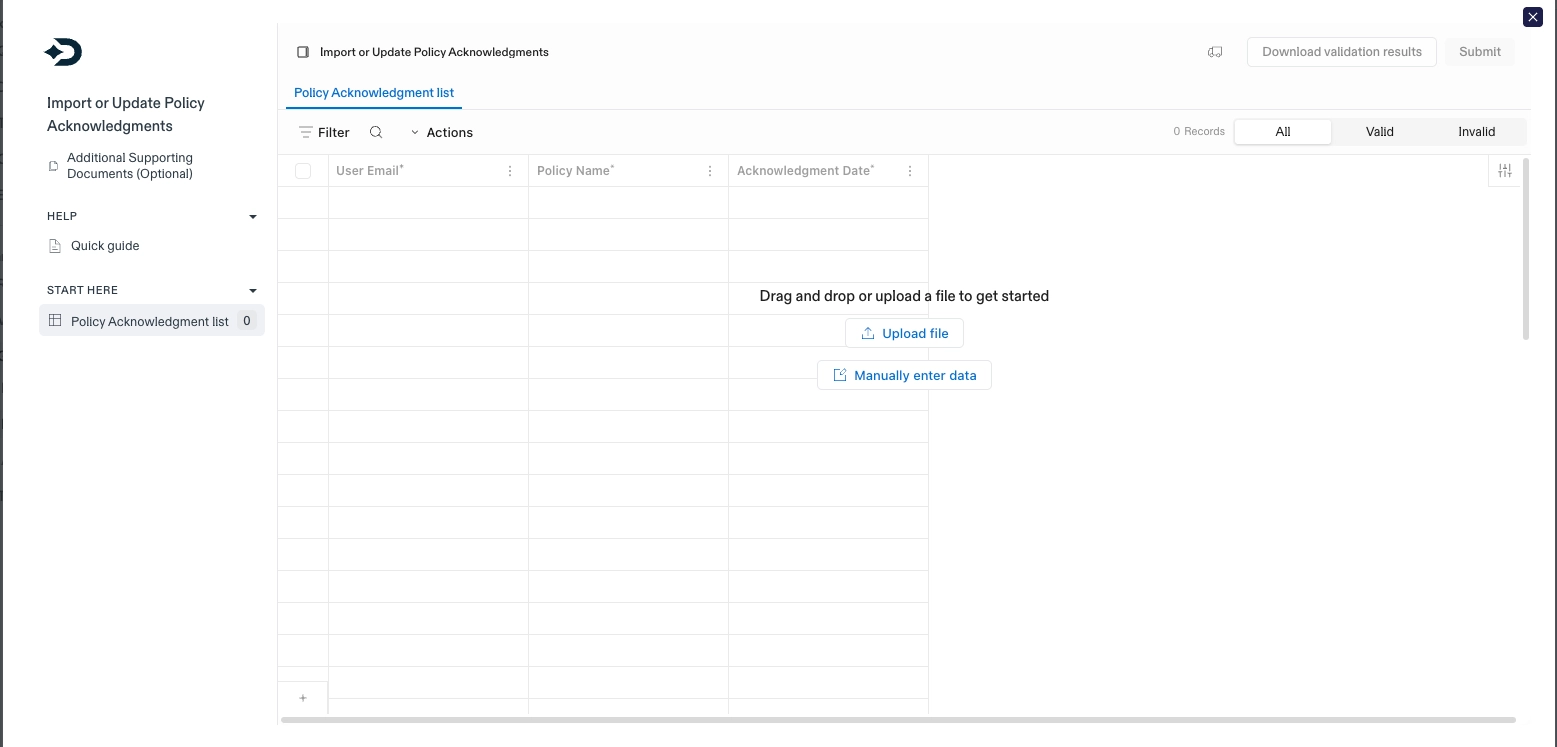 Import or Update Policy Acknowledgments
Additional Supporting Documents (Optional)
HELP
Quick guide
START HERE
Policy Acknowledgment list 0
Import or Update Policy Acknowledgments
Download validation results
Submit
Policy Acknowledgment list
Filter
Actions
0 Records
All
Valid
Invalid
User Email*
Policy Name*
Acknowledgment Date*
Drag and drop or upload a file to get started
Upload file
Manually enter data
+